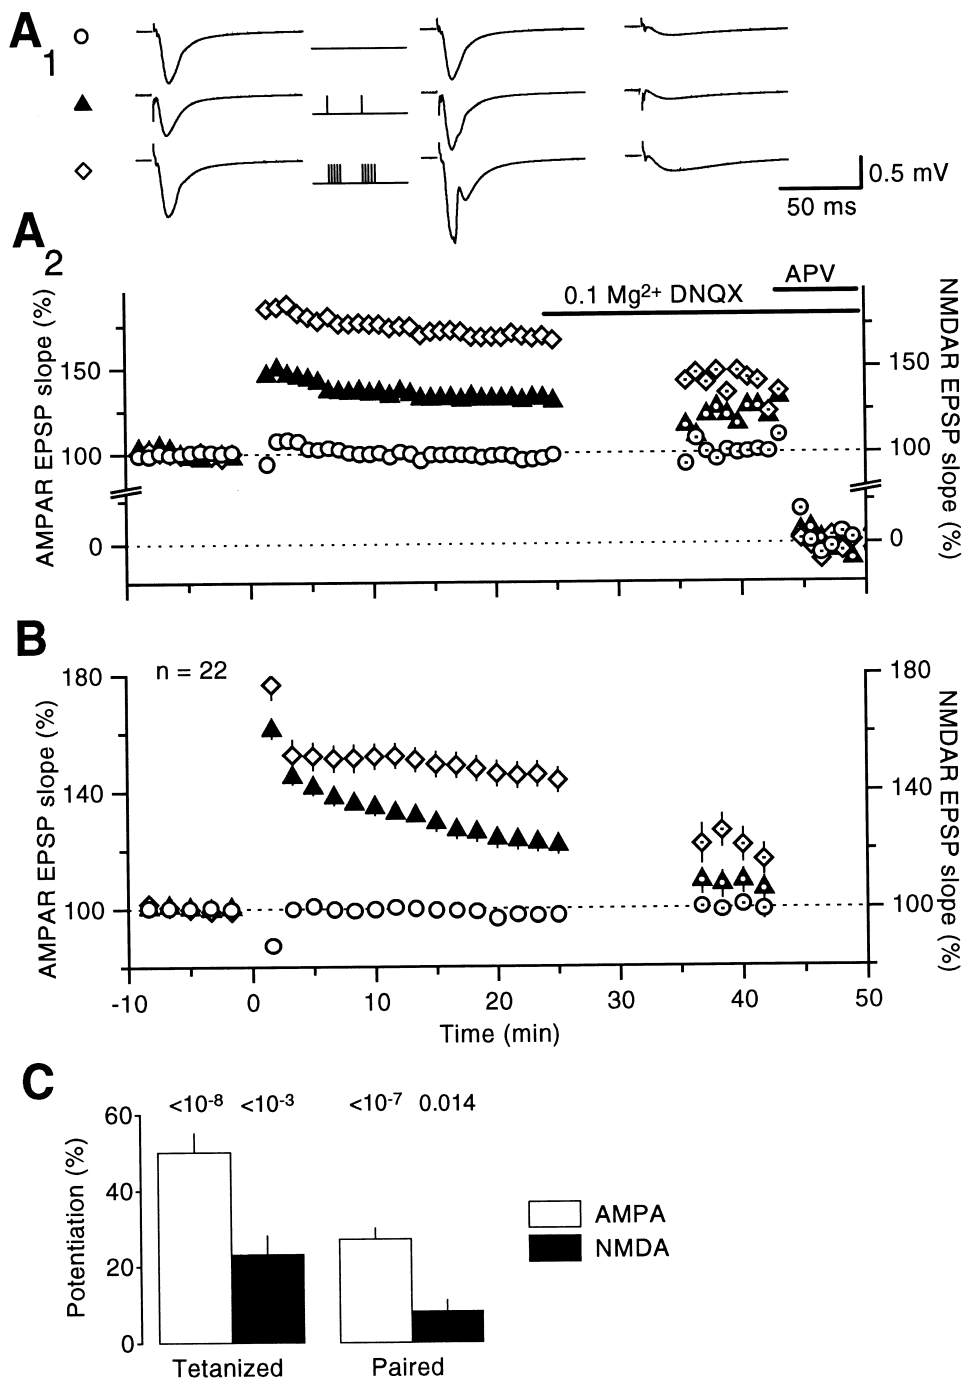 A1
0.5 mV
50 ms
A2
APV
0.1 Mg2+ DNQX
AMPAR EPSP slope (%)
150
100
0
NMDAR EPSP slope (%)
150
100
0
B
n = 22
AMPAR EPSP slope (%)
180
140
100
NMDAR EPSP slope (%)
180
140
100
-10 0 10 20 30 40 50
Time (min)
C
<10-8 <10-3 <10-7 0.014
Potentiation (%)
60
40
20
0
AMPA
NMDA
Tetanized Paired